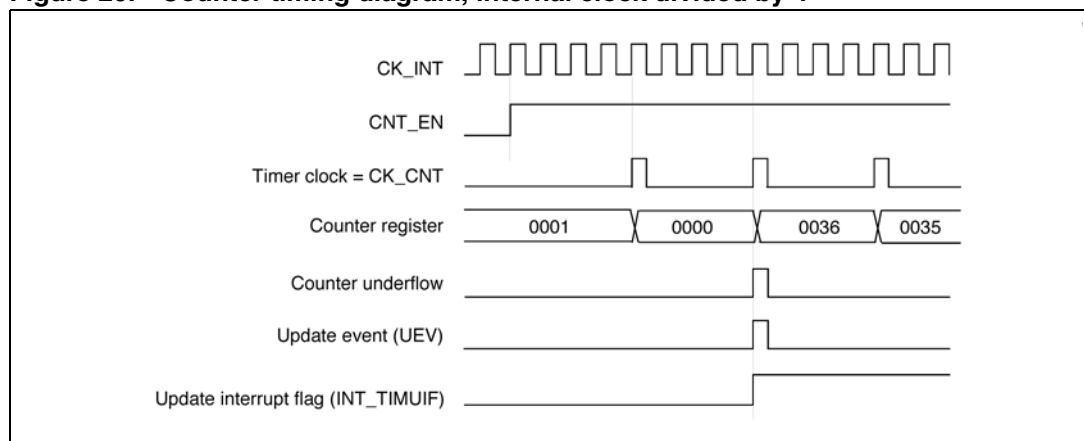 CK_INT
CNT_EN
Timer clock = CK_CNT
Counter register 0001 0000 0036 0035
Counter underflow
Update event (UEV)
Update interrupt flag (INT_TIMUIF)